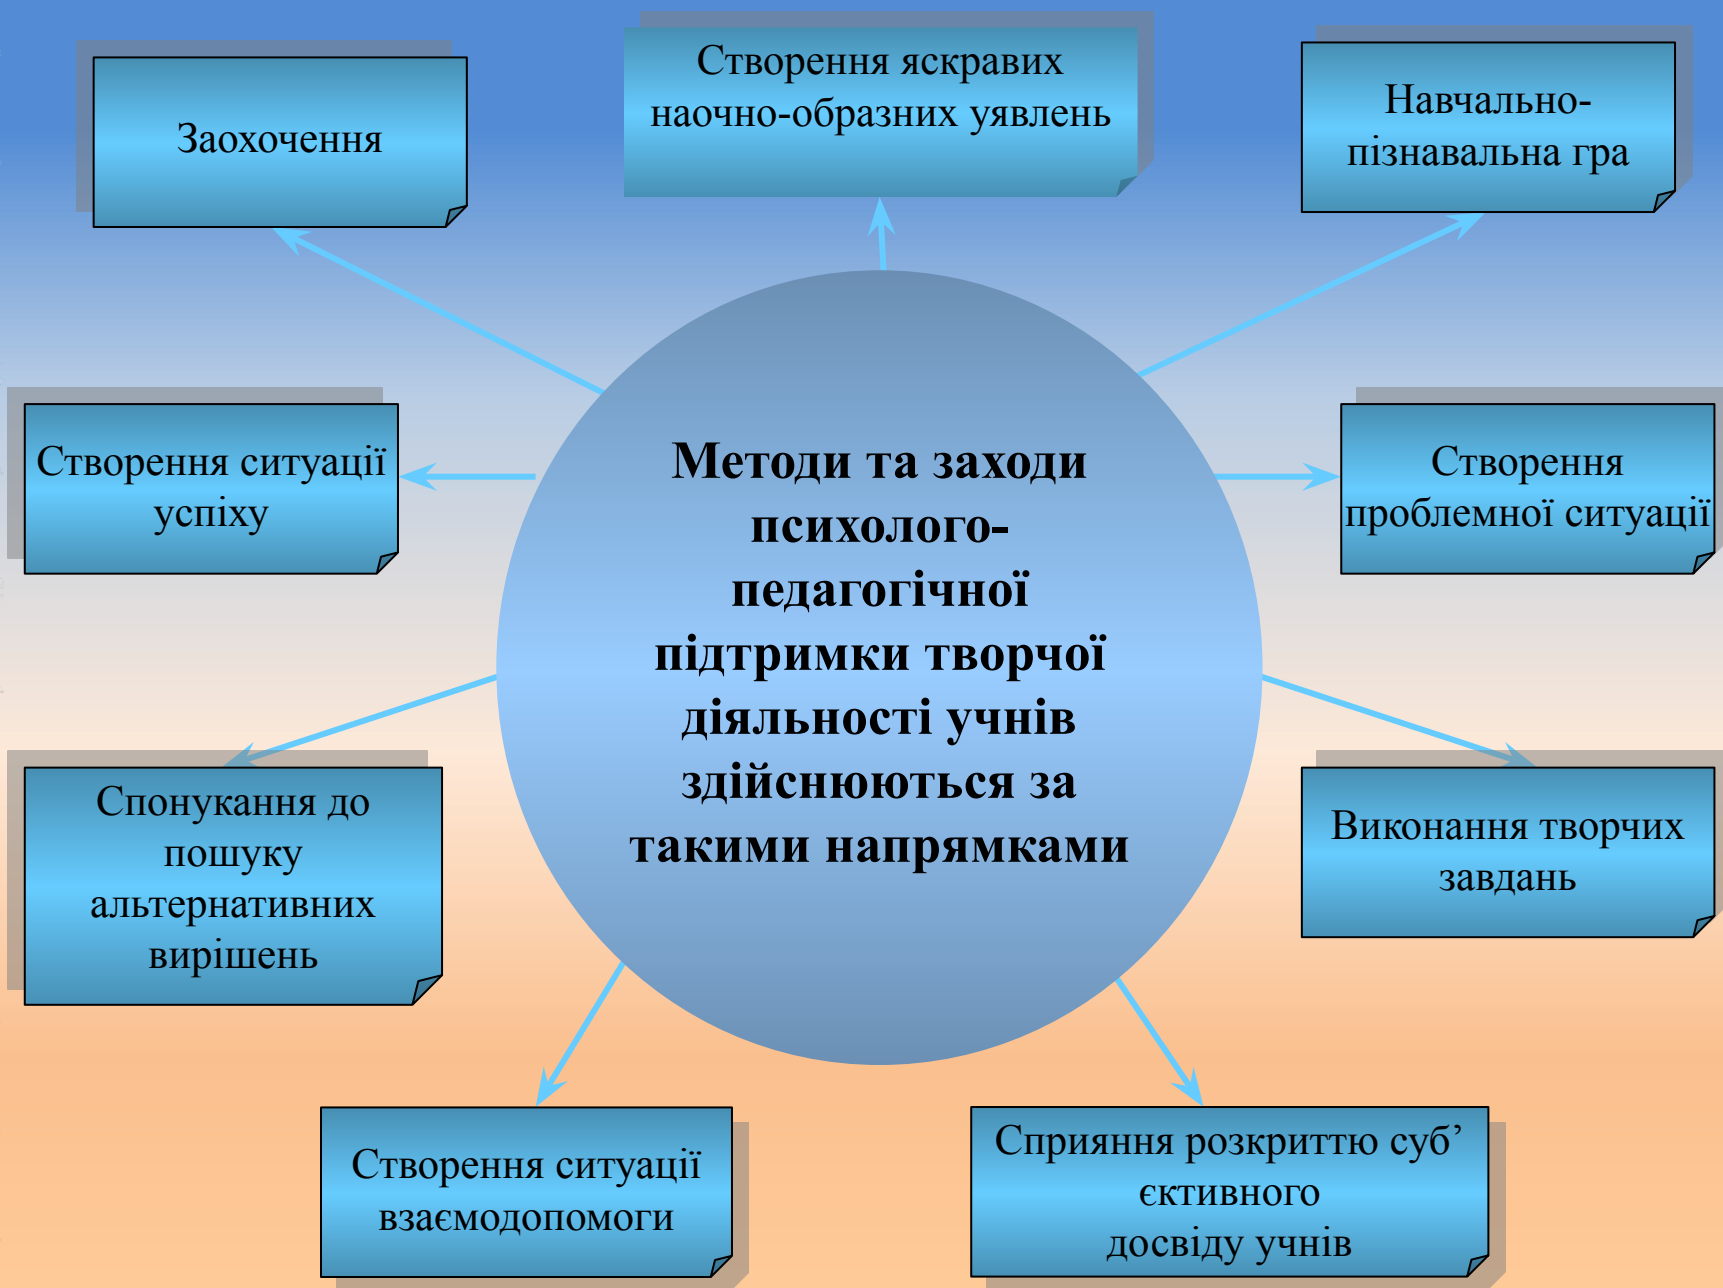 Заохочення
Створення яскравих
наочно-образних уявлень
Навчально-
пізнавальна гра
Створення ситуації
успіху
Методи та заходи
психолого-
педагогічної
підтримки творчої
діяльності учнів
здійснюються за
такими напрямками
Створення
проблемної ситуації
Спонукання до
пошуку
альтернативних
вирішень
Виконання творчих
завдань
Створення ситуації
взаємодопомоги
Сприяння розкриттю суб’
єктивного
досвіду учнів